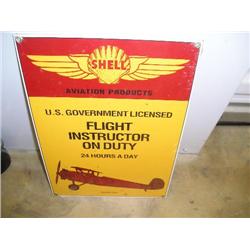 SHELL
AVIATION PRODUCTS
U.S. GOVERNMENT LICENSED
FLIGHT
INSTRUCTOR
ON DUTY
24 HOURS A DAY